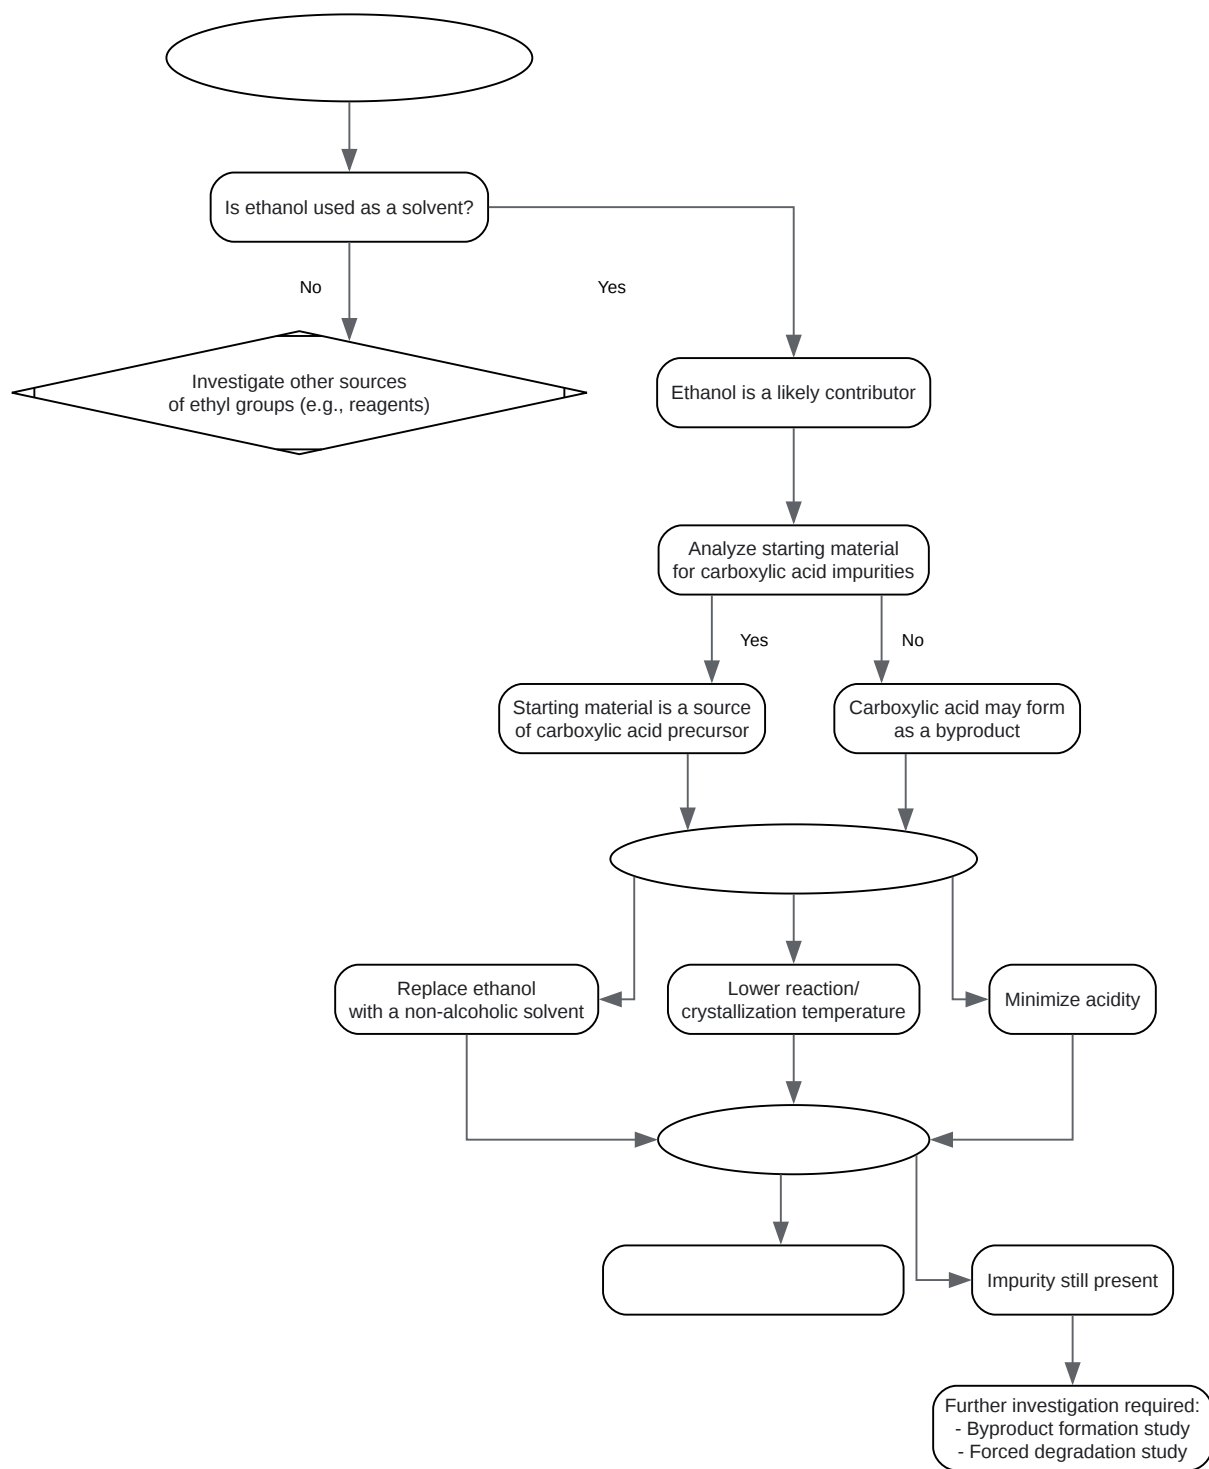 Is ethanol used as a solvent?
No
Yes
Investigate other sources
of ethyl groups (e.g., reagents)
Ethanol is a likely contributor
Analyze starting material
for carboxylic acid impurities
Yes
No
Starting material is a source
of carboxylic acid precursor
Carboxylic acid may form
as a byproduct
Replace ethanol
with a non-alcoholic solvent
Lower reaction/
crystallization temperature
Minimize acidity
Impurity still present
Further investigation required:
- Byproduct formation study
- Forced degradation study